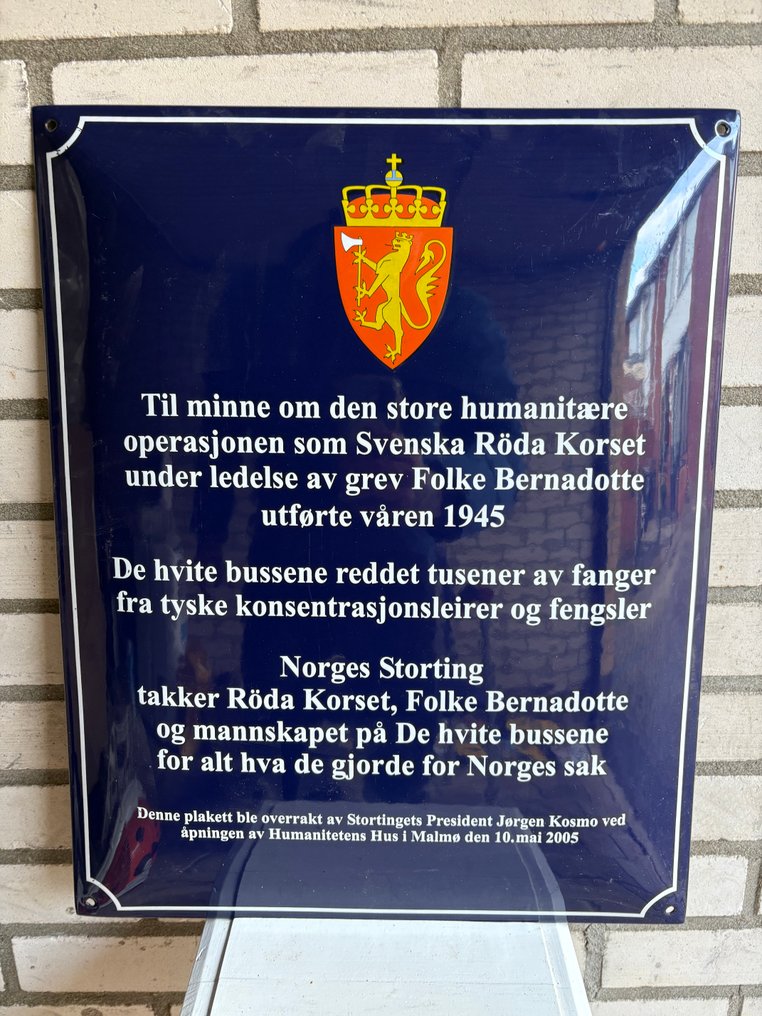 Til minne om den store humanitære
operasjonen som Svenska Röda Korset
under ledelse av grev Folke Bernadotte
utførte våren 1945
De hvite bussene reddet tusener av fanger
fra tyske konsentrasjonsleirer og fengsler
Norges Storting
takker Röda Korset, Folke Bernadotte
og mannskapet på De hvite bussene
for alt hva de gjorde for Norges sak
Denne plakett ble overrakt av Stortingets President Jørgen Kosmo ved
åpningen av Humanitetens Hus i Malmø den 10.mai 2005